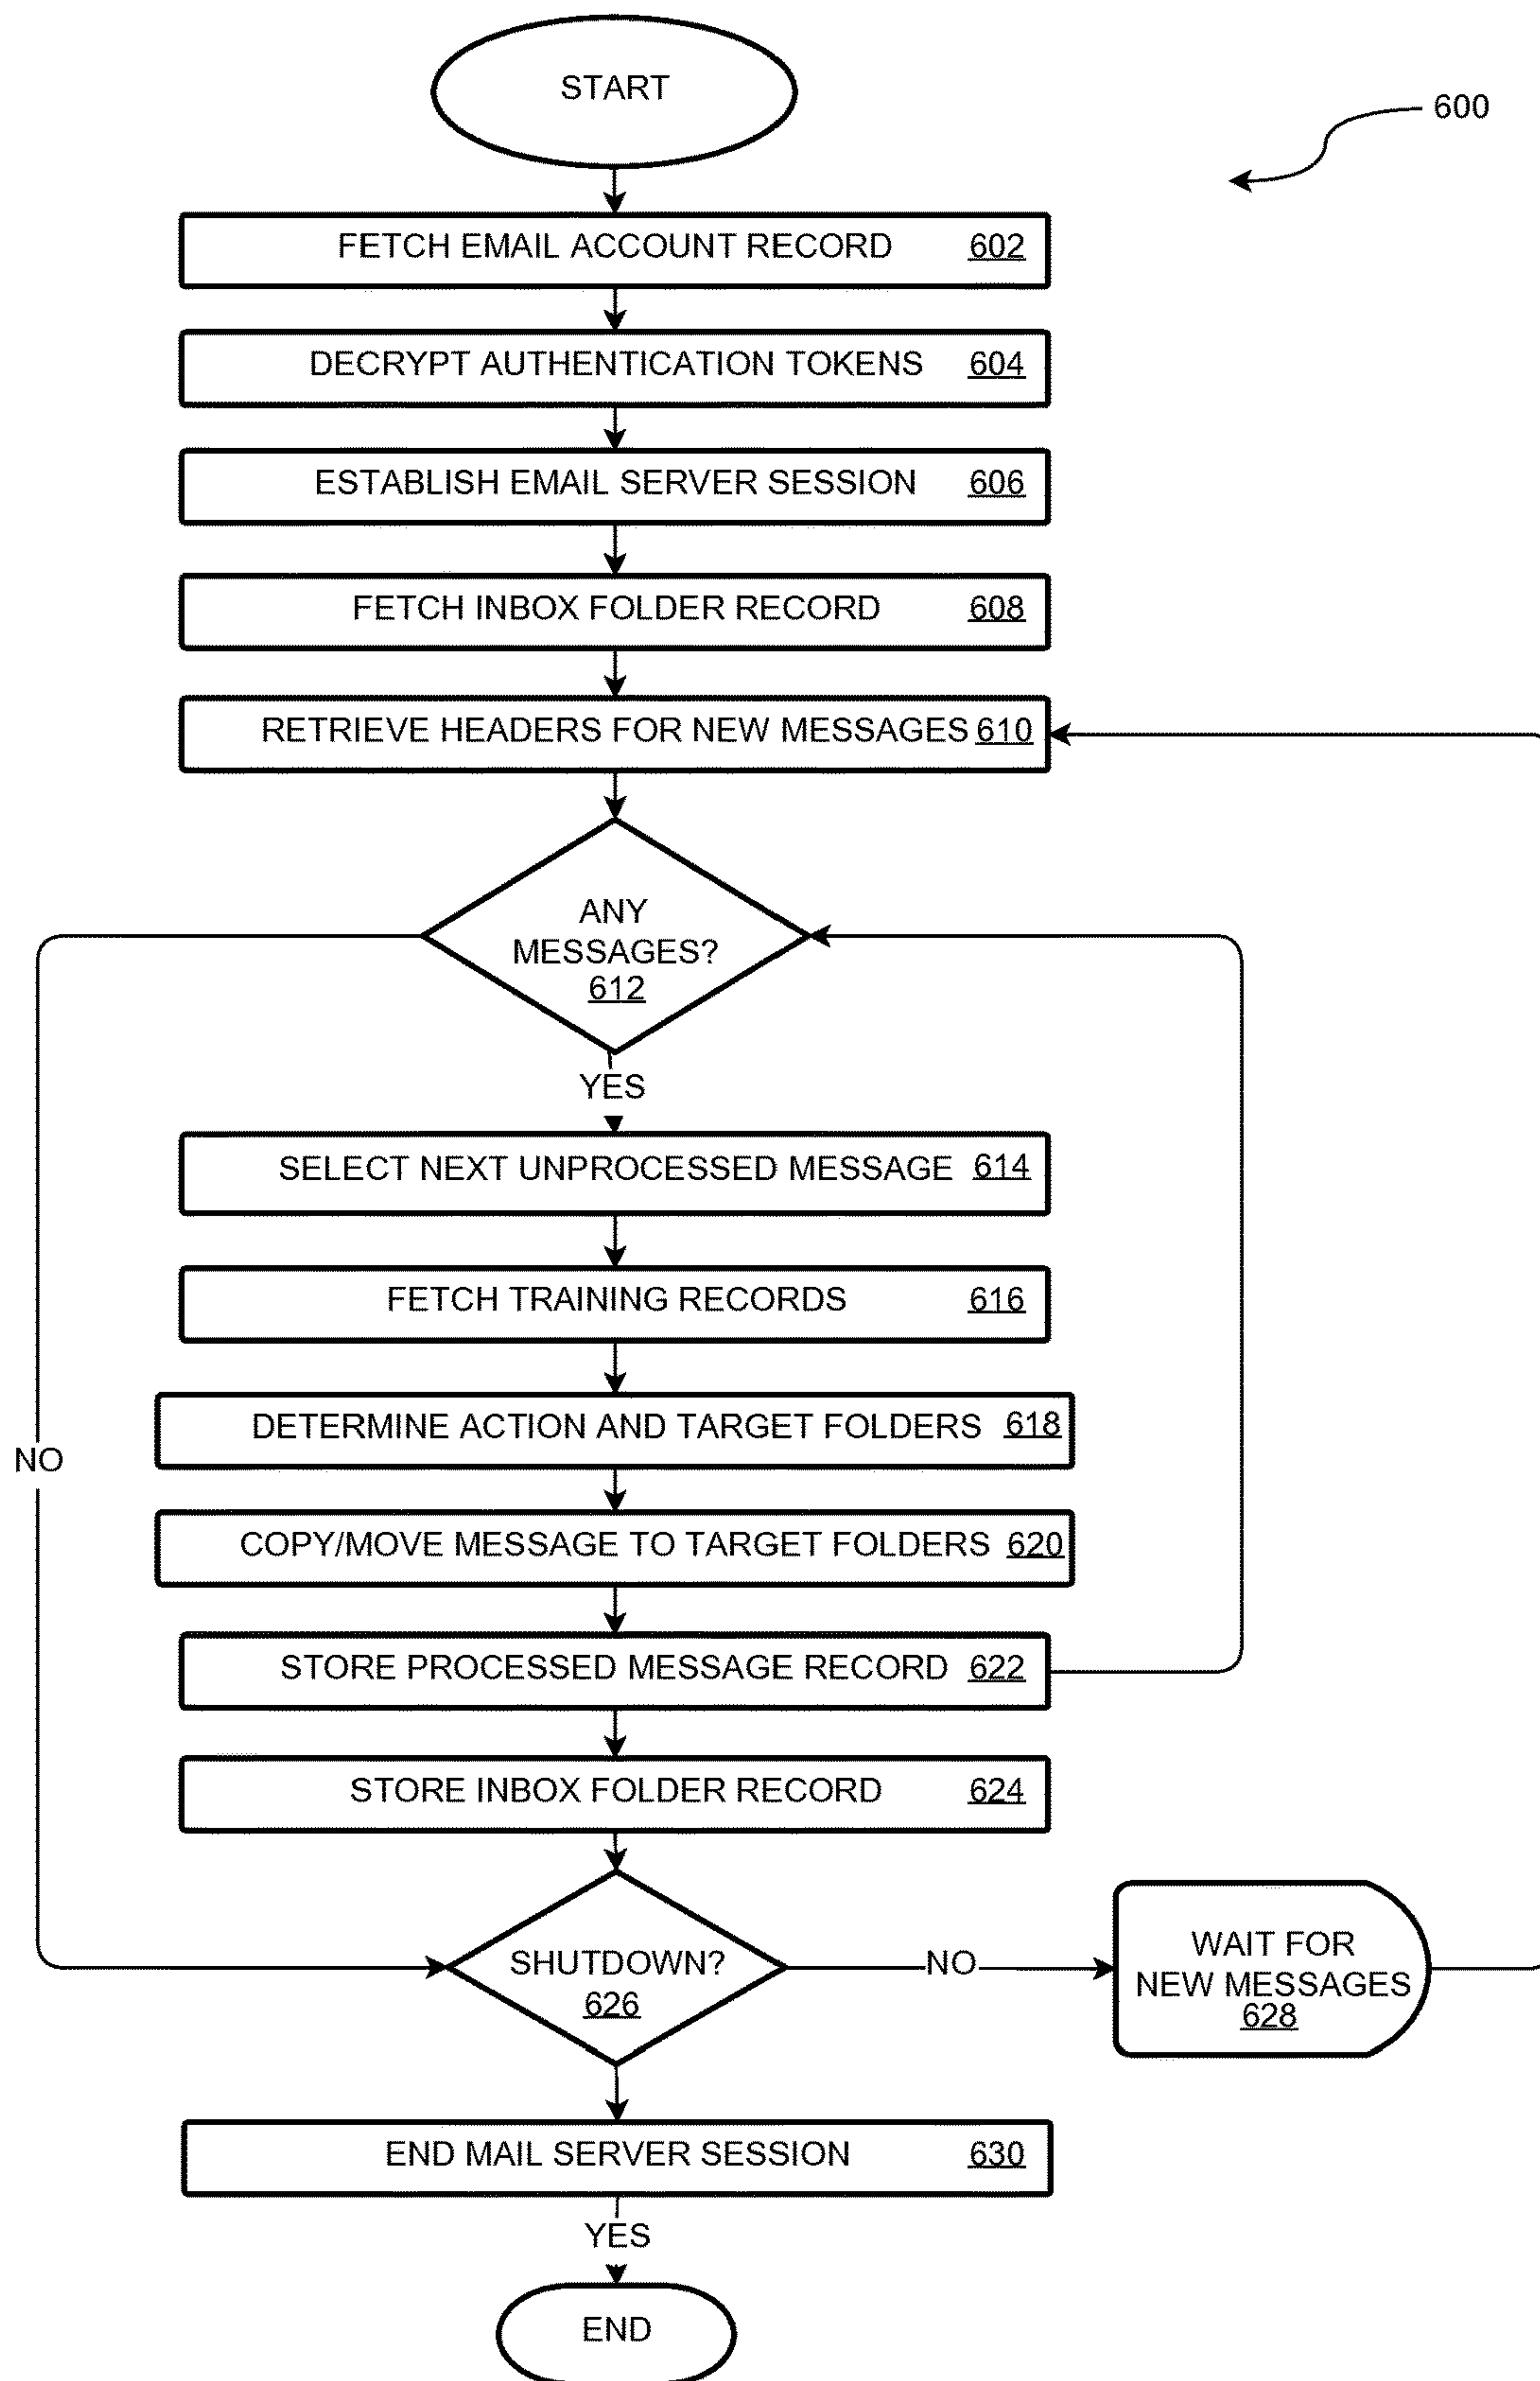 START
600
FETCH EMAIL ACCOUNT RECORD 602
DECRYPT AUTHENTICATION TOKENS 604
ESTABLISH EMAIL SERVER SESSION 606
FETCH INBOX FOLDER RECORD 608
RETRIEVE HEADERS FOR NEW MESSAGES 610
ANY
MESSAGES?
612
YES
SELECT NEXT UNPROCESSED MESSAGE 614
FETCH TRAINING RECORDS 616
DETERMINE ACTION AND TARGET FOLDERS 618
NO
COPY/MOVE MESSAGE TO TARGET FOLDERS 620
STORE PROCESSED MESSAGE RECORD 622
STORE INBOX FOLDER RECORD 624
SHUTDOWN?
626
NO
WAIT FOR
NEW MESSAGES
628
END MAIL SERVER SESSION 630
YES
END